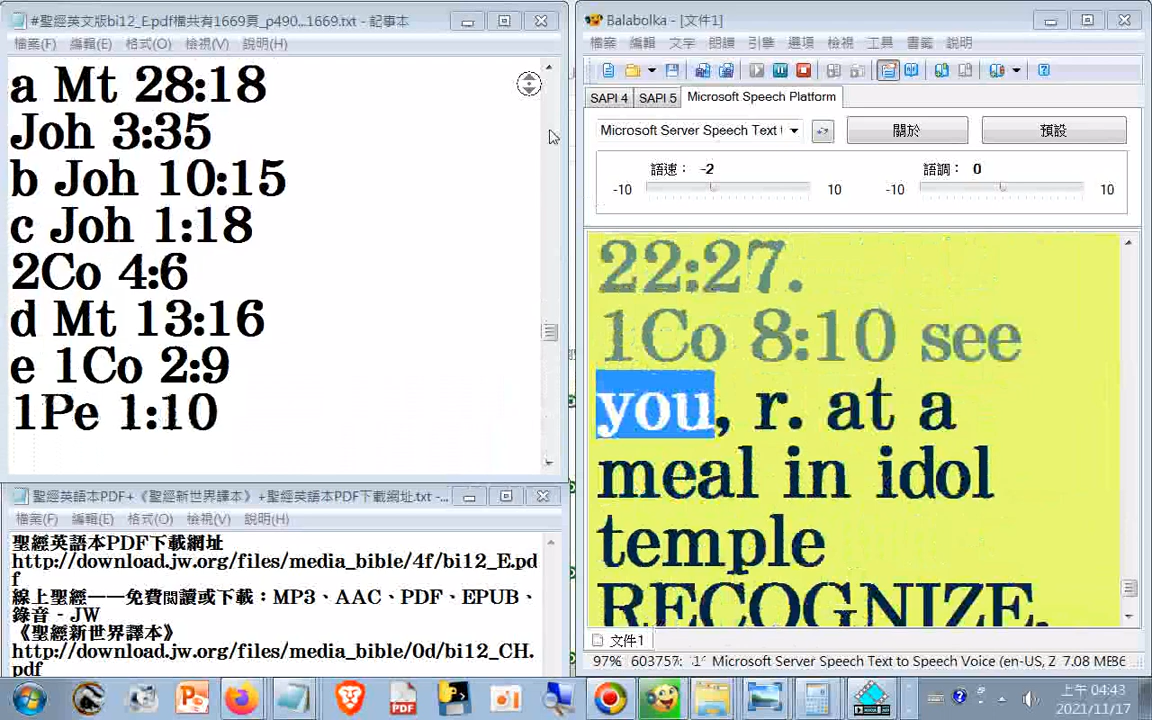 #聖經英文版bi12_E.pdf橫共有1669頁_p490...1669.txt - 記事本
檔案(F) 編輯(E) 格式(O) 檢視(V) 說明(H)
a Mt 28:18
Joh 3:35
b Joh 10:15
c Joh 1:18
2Co 4:6
d Mt 13:16
e 1Co 2:9
1Pe 1:10
聖經英語本PDF+《聖經新世界譯本》+聖經英語本PDF下載網址.txt -...
檔案(F) 編輯(E) 格式(O) 檢視(V) 說明(H)
聖經英語本PDF下載網址
http://download.jw.org/files/media_bible/4f/bi12_E.pd
f
線上聖經——免費閱讀或下載：MP3、AAC、PDF、EPUB、
錄音 - JW
《聖經新世界譯本》
http://download.jw.org/files/media_bible/0d/bi12_CH.
pdf
Balabolka - [文件1]
檔案 編輯 文字 朗讀 引擎 選項 檢視 工具 書籤 說明
SAPI 4 SAPI 5 Microsoft Speech Platform
Microsoft Server Speech Text 關於 預設
語速： -2 語調： 0
-10 10 -10 10
22:27.
1Co 8:10 see
you, r. at a
meal in idol
temple
RECOGNIZE.
文件1
97% 603757: Microsoft Server Speech Text to Speech Voice (en-US, Z 7.08 MB
上午 04:43
2021/11/17